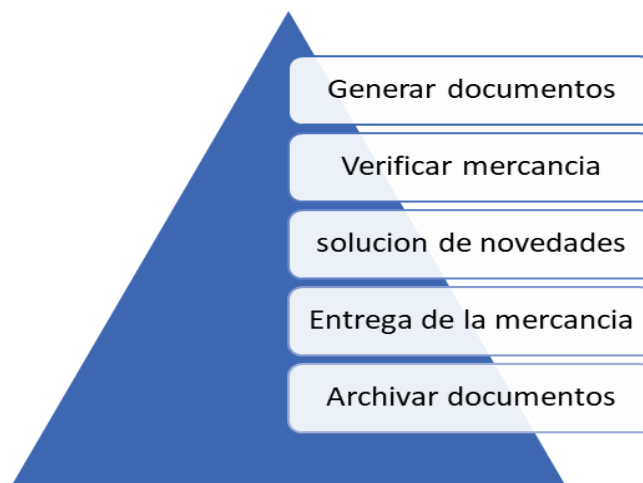 Generar documentos
Verificar mercancia
solucion de novedades
Entrega de la mercancia
Archivar documentos